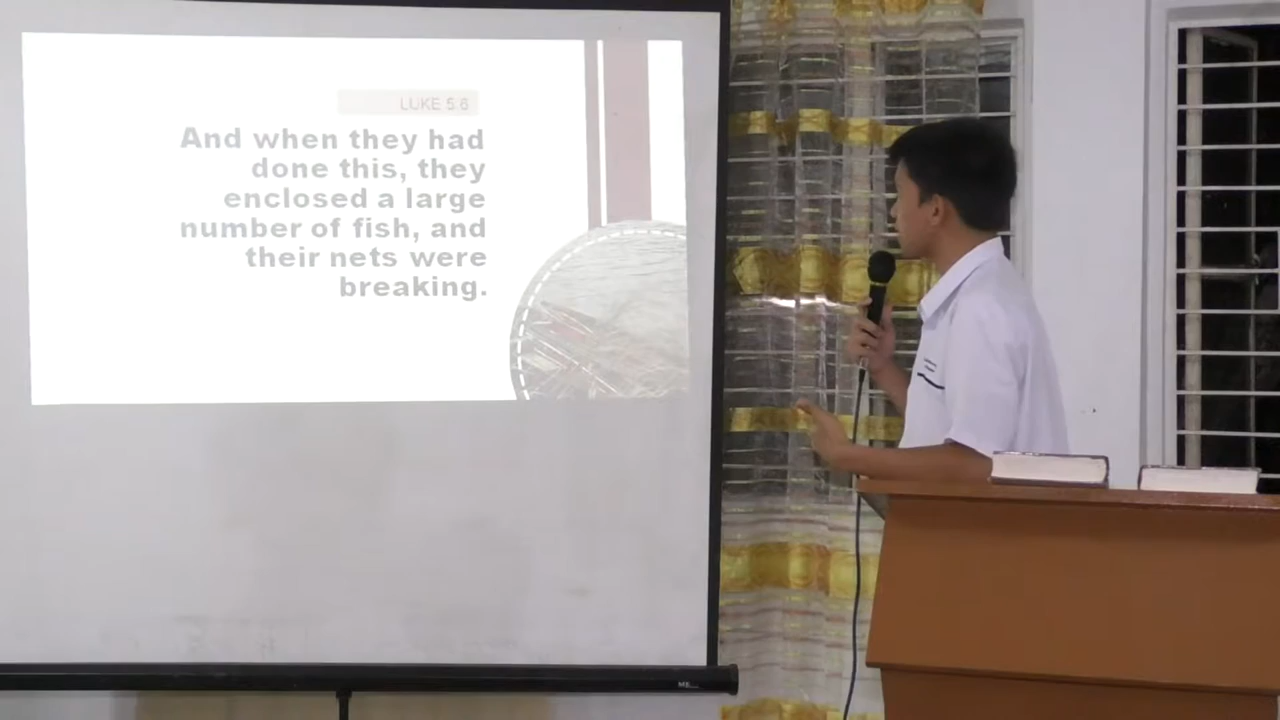 LUKE 5:6
And when they had
done this, they
enclosed a large
number of fish, and
their nets were
breaking.